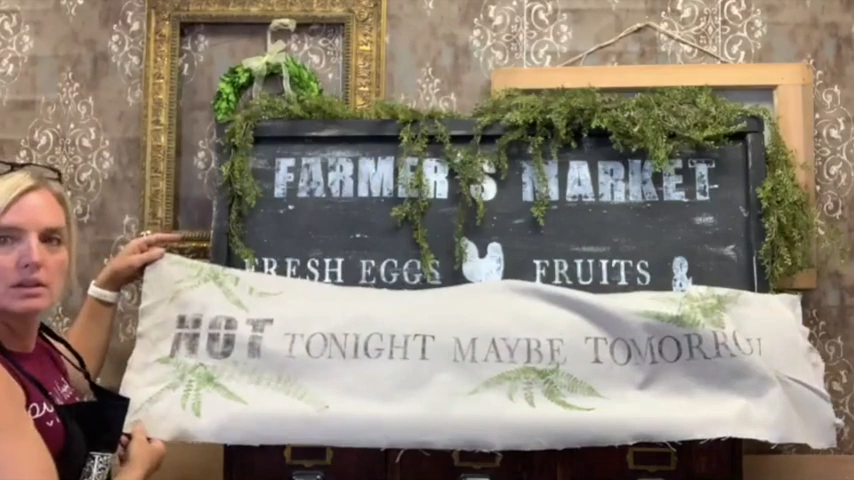 FARMER'S MARKET
FRESH EGGS FRUITS &
NOT TONIGHT MAYBE TOMORROW